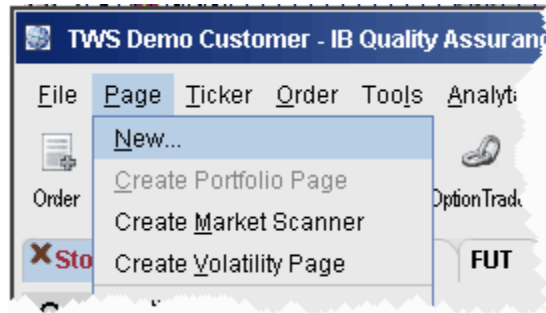 TWS Demo Customer - IB Quality Assuranc
File Page Ticker Order Tools Analyt
New...
Create Portfolio Page
Order
OptionTrade
Create Market Scanner
Sto
Create Volatility Page
FUT